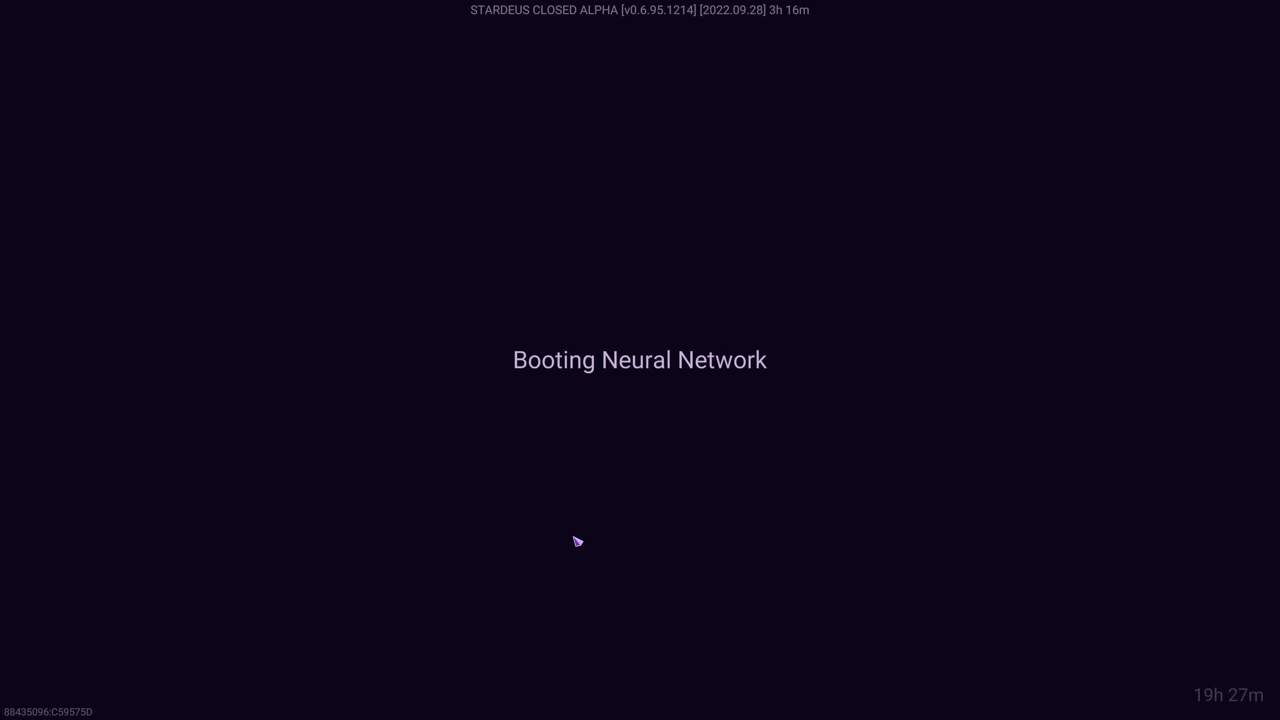 STARDEUS CLOSED ALPHA [v0.6.95.1214] [2022.09.28] 3h 16m
Booting Neural Network
19h 27m
88435096:C59575D